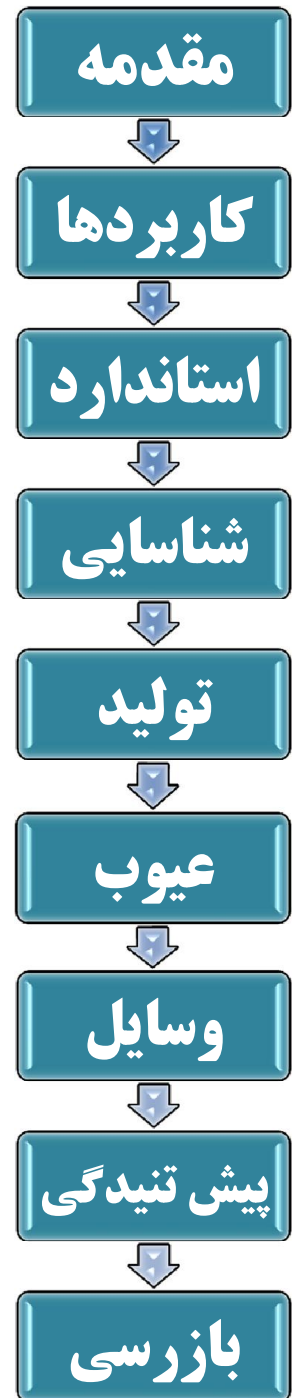 مقدمه
کاربردها
استاندارد
شناسایی
تولید
عیوب
وسایل
پیش تنیدگی
بازرسی